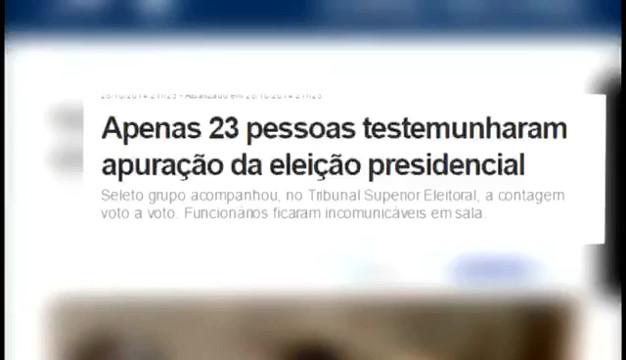 Apenas 23 pessoas testemunharam
apuração da eleição presidencial
Seleto grupo acompanhou, no Tribunal Superior Eleitoral, a contagem
voto a voto. Funcionários ficaram incomunicáveis em sala.